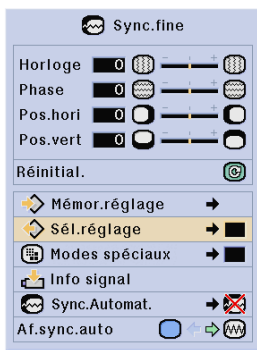 Sync.fine
Horloge 0
Phase 0
Pos.hori 0
Pos.vert 0
Réinitial.
Mémor.réglage
Sél.réglage
Modes spéciaux
Info signal
Sync.Automat.
Af.sync.auto